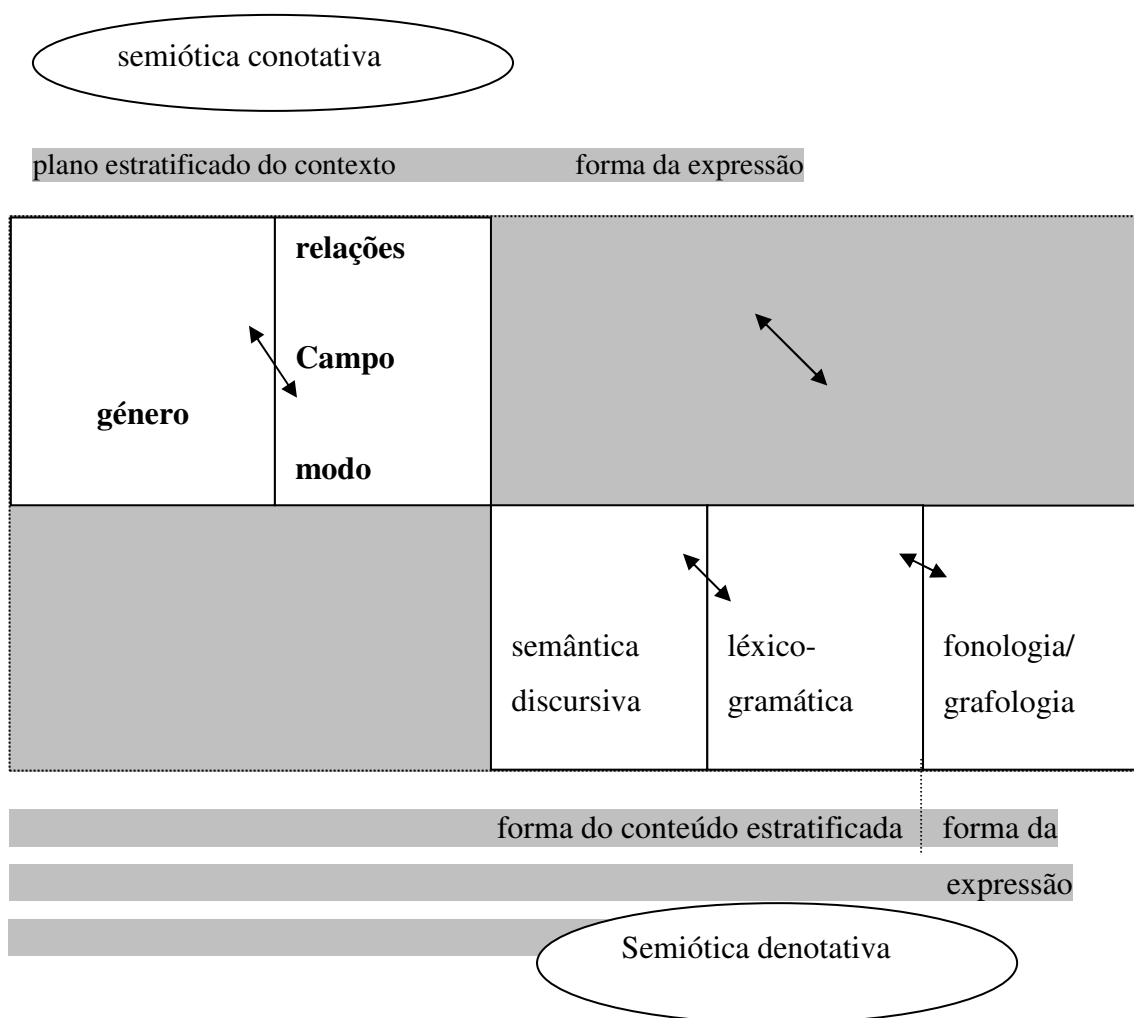 semiótica conotativa
plano estratificado do contexto forma da expressão
relações
Campo
género
modo
semântica léxico- fonologia/
discursiva gramática grafologia
forma do conteúdo estratificada forma da
expressão
Semiótica denotativa